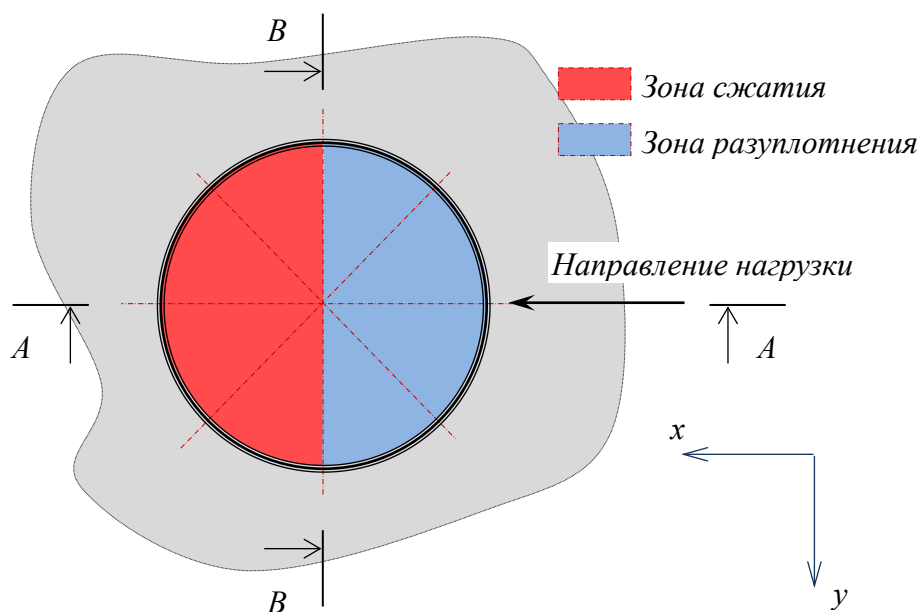 B
Зона сжатия
Зона разуплотнения
Направление нагрузки
A
A
x
B
y